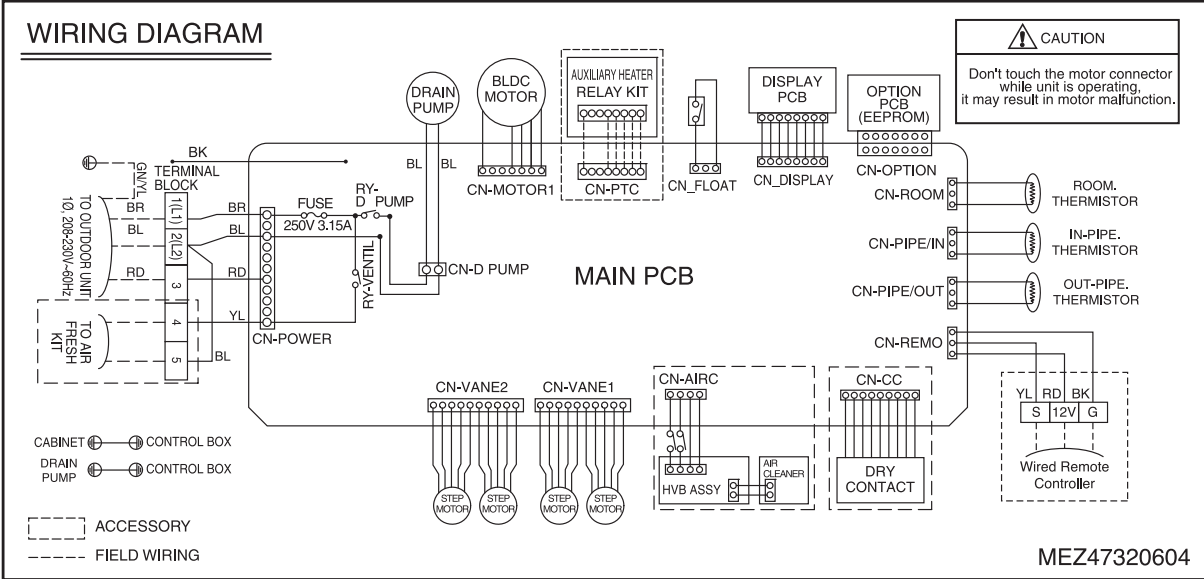 WIRING DIAGRAM
CAUTION
Don't touch the motor connector
while unit is operating,
it may result in motor malfunction.
DRAIN
PUMP
BLDC
MOTOR
AUXILIARY HEATER
RELAY KIT
DISPLAY
PCB
OPTION
PCB
(EEPROM)
BL
BL
CN-MOTOR1
CN-PTC
CN_FLOAT
CN_DISPLAY
CN-OPTION
BK
GN/YL
TERMINAL
BLOCK
TO OUTDOOR UNIT
1Ø, 208-230V~60Hz
BR
BL
RD
1(L1)
2(L2)
3
4
5
BR
BL
RD
YL
BL
TO AIR
FRESH
KIT
CN-POWER
FUSE
250V 3.15A
RY-
D PUMP
RY-VENTIL
CN-D PUMP
MAIN PCB
CN-ROOM
ROOM.
THERMISTOR
CN-PIPE/IN
IN-PIPE.
THERMISTOR
CN-PIPE/OUT
OUT-PIPE.
THERMISTOR
CN-REMO
YL RD BK
S 12V G
Wired Remote
Controller
CN-VANE2
CN-VANE1
STEP
MOTOR
STEP
MOTOR
STEP
MOTOR
STEP
MOTOR
CN-AIRC
HVB ASSY
AIR
CLEANER
CN-CC
DRY
CONTACT
CABINET
CONTROL BOX
DRAIN
PUMP
CONTROL BOX
ACCESSORY
FIELD WIRING
MEZ47320604